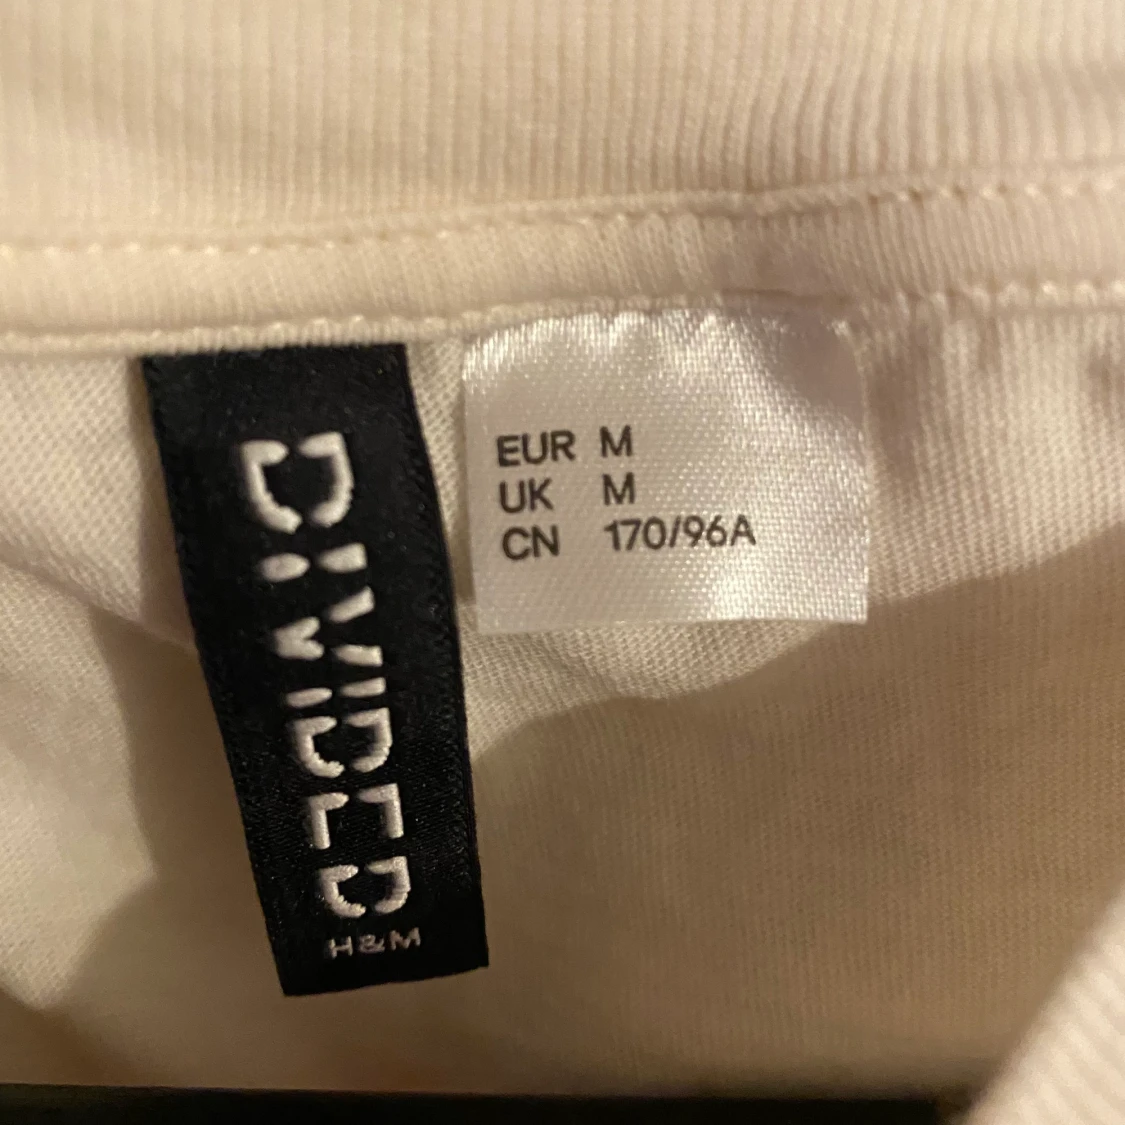 DIVIDED
H&M
EUR M
UK M
CN 170/96A